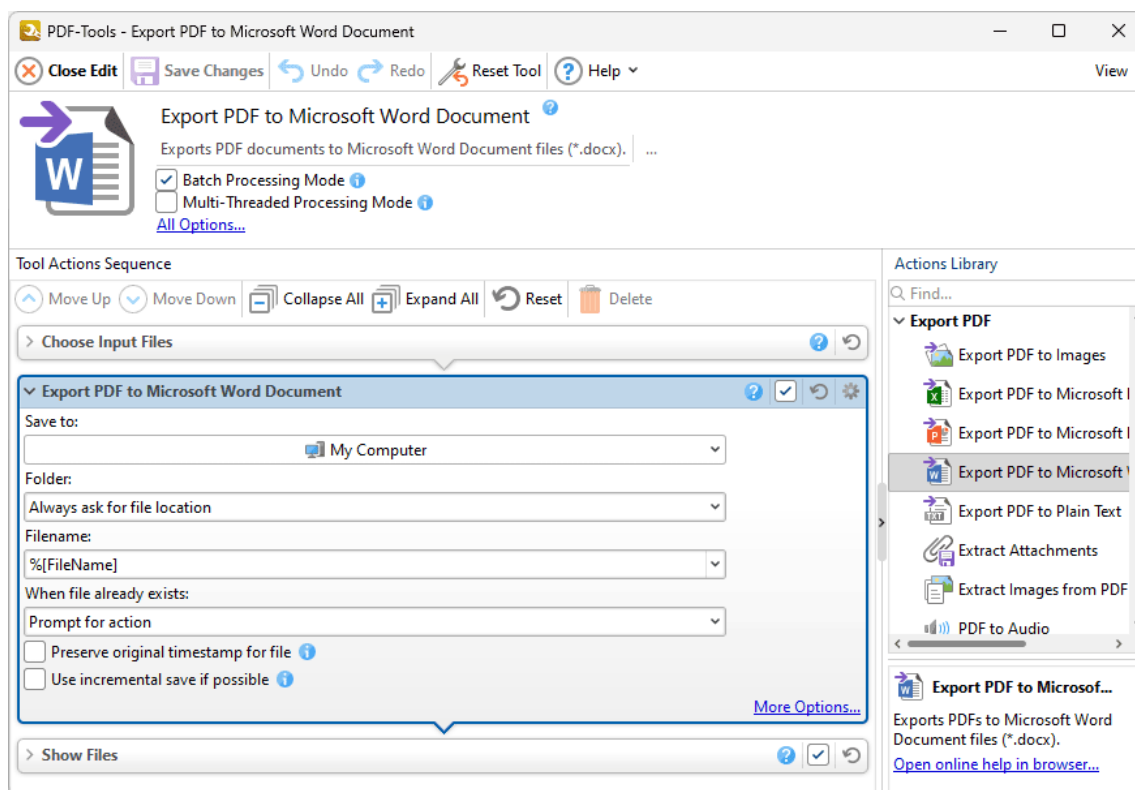 PDF-Tools - Export PDF to Microsoft Word Document
Close Edit Save Changes Undo Redo Reset Tool Help View
Export PDF to Microsoft Word Document
Exports PDF documents to Microsoft Word Document files (*.docx). ...
Batch Processing Mode
Multi-Threaded Processing Mode
All Options...
Tool Actions Sequence
Move Up Move Down Collapse All Expand All Reset Delete
Choose Input Files
Export PDF to Microsoft Word Document
Save to:
My Computer
Folder:
Always ask for file location
Filename:
%[FileName]
When file already exists:
Prompt for action
Preserve original timestamp for file
Use incremental save if possible
More Options...
Show Files
Actions Library
Find...
Export PDF
Export PDF to Images
Export PDF to Microsoft
Export PDF to Microsoft
Export PDF to Microsoft
Export PDF to Plain Text
Extract Attachments
Extract Images from PDF
PDF to Audio
Export PDF to Microsof...
Exports PDFs to Microsoft Word
Document files (*.docx).
Open online help in browser...